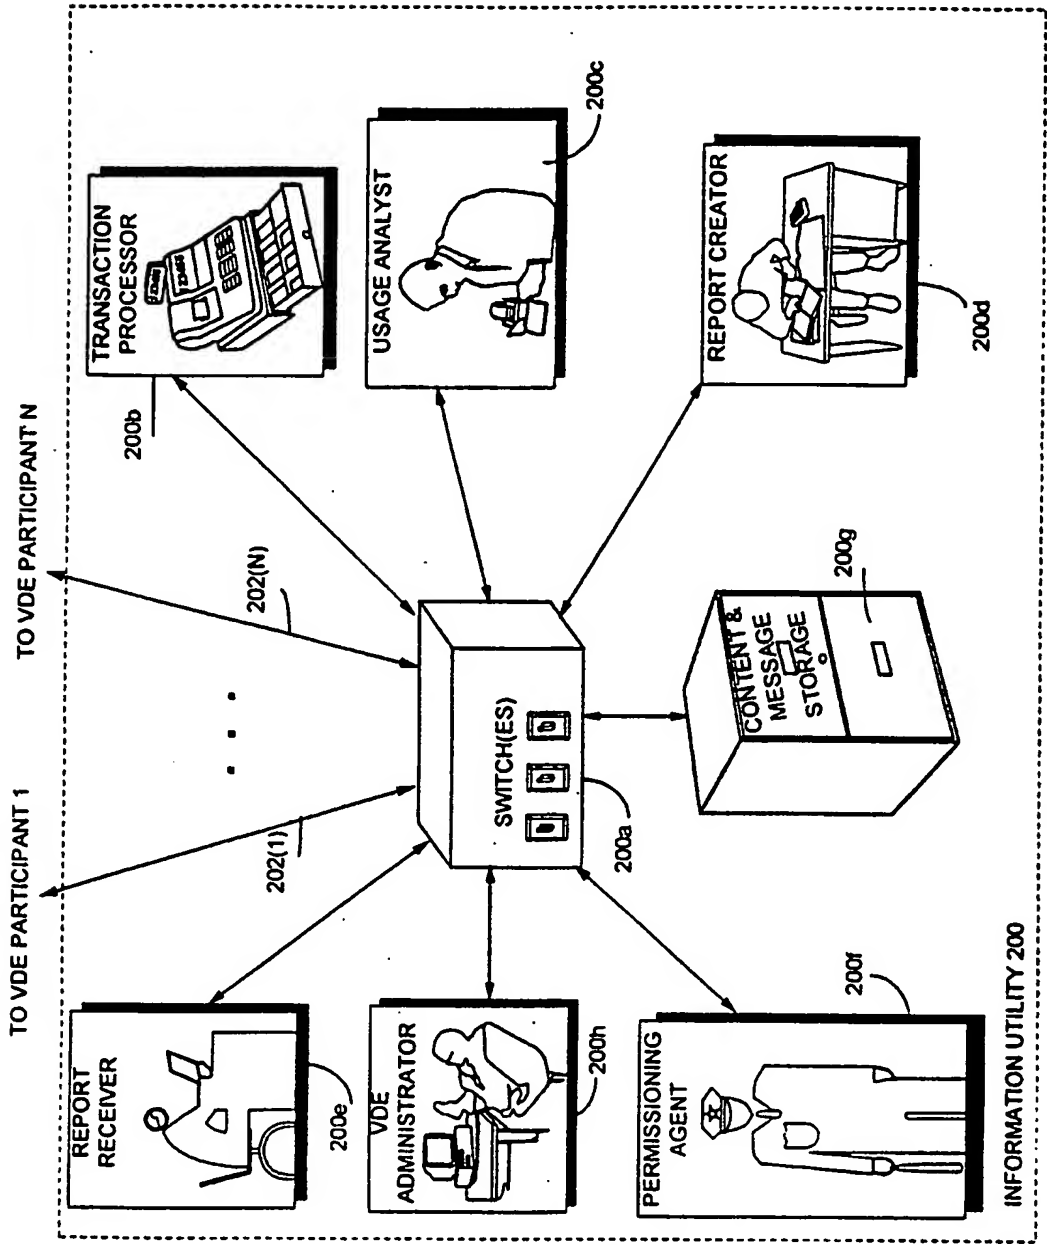 TO VDE PARTICIPANT 1
TO VDE PARTICIPANT N
202(1)
202(N)
REPORT
RECEIVER
200e
TRANSACTION
PROCESSOR
200b
VDE
ADMINISTRATOR
200h
SWITCH(ES)
200a
USAGE ANALYST
200c
PERMISSIONING
AGENT
200f
CONTENT &
MESSAGE
STORAGE
200g
REPORT CREATOR
200d
INFORMATION UTILITY 200